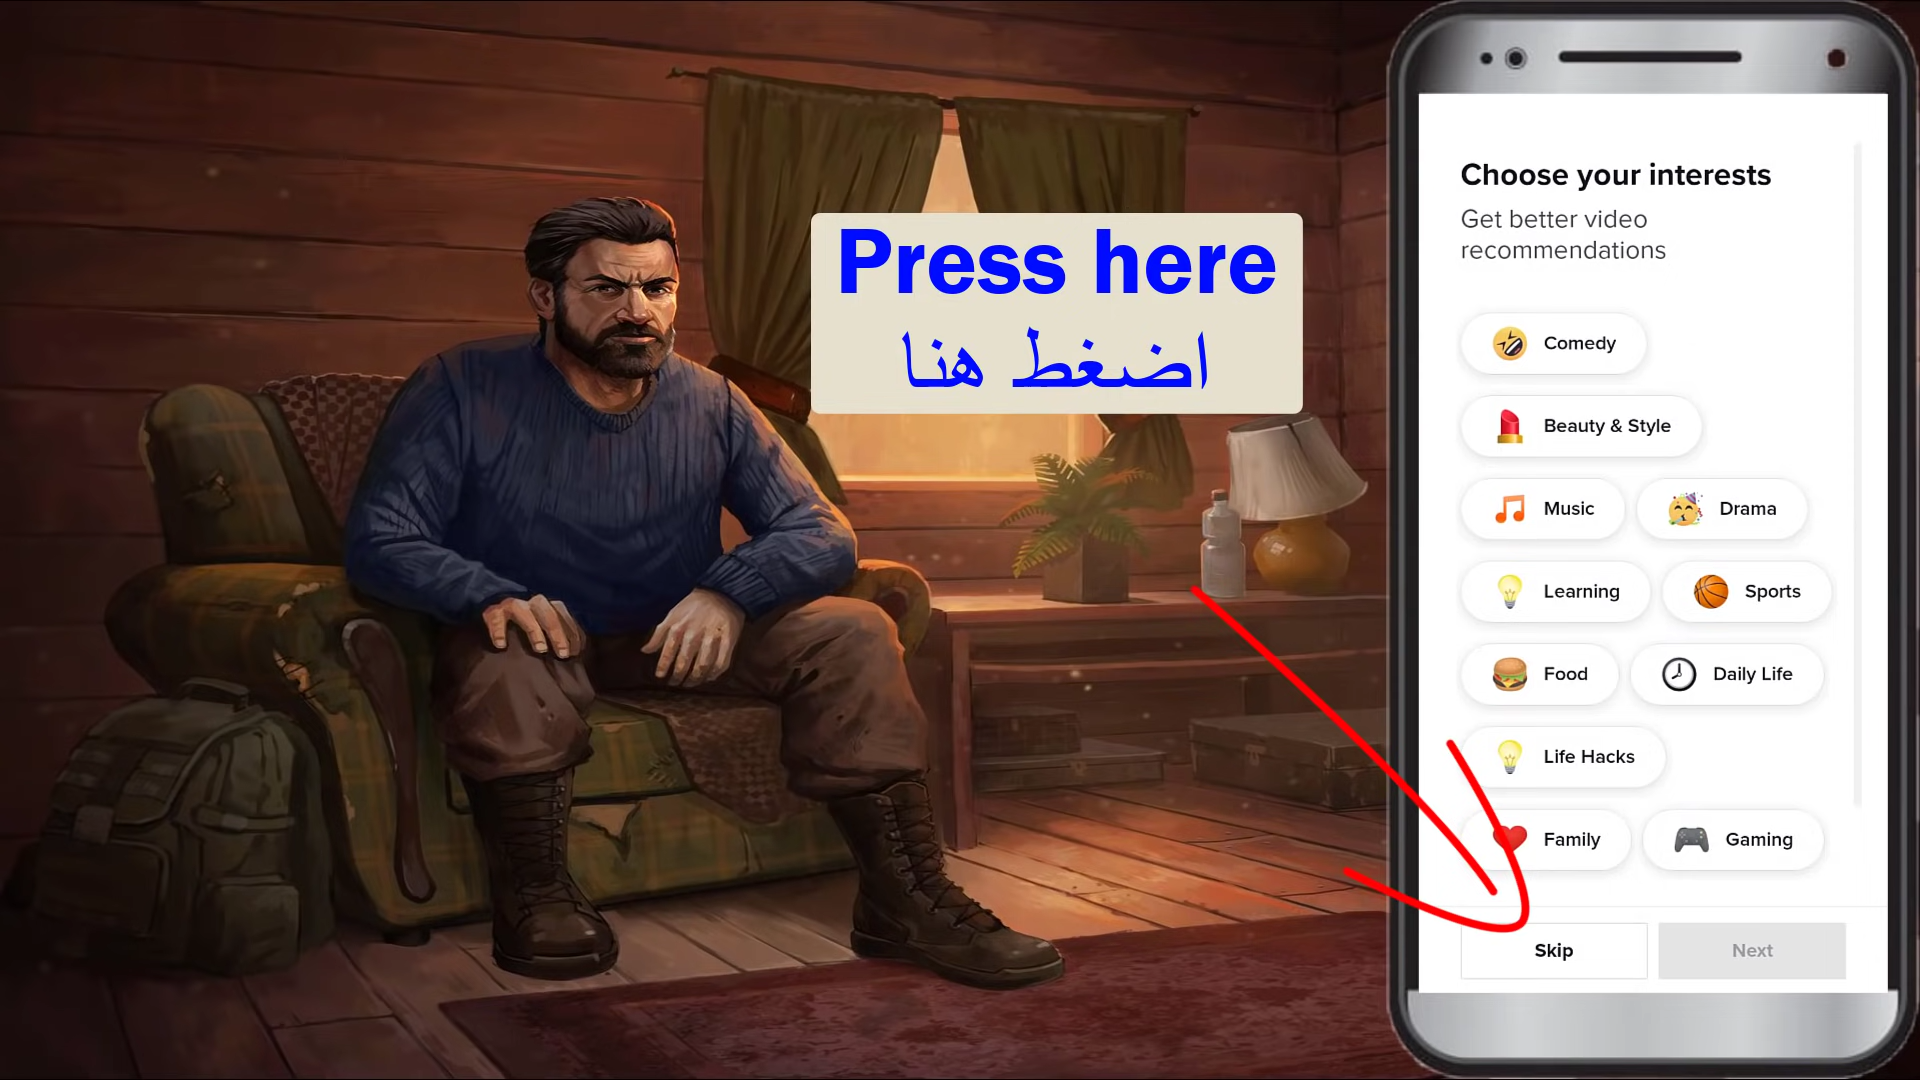 Press here
اضغط هنا
Choose your interests
Get better video
recommendations
Comedy
Beauty & Style
Music
Drama
Learning
Sports
Food
Daily Life
Life Hacks
Family
Gaming
Skip
Next